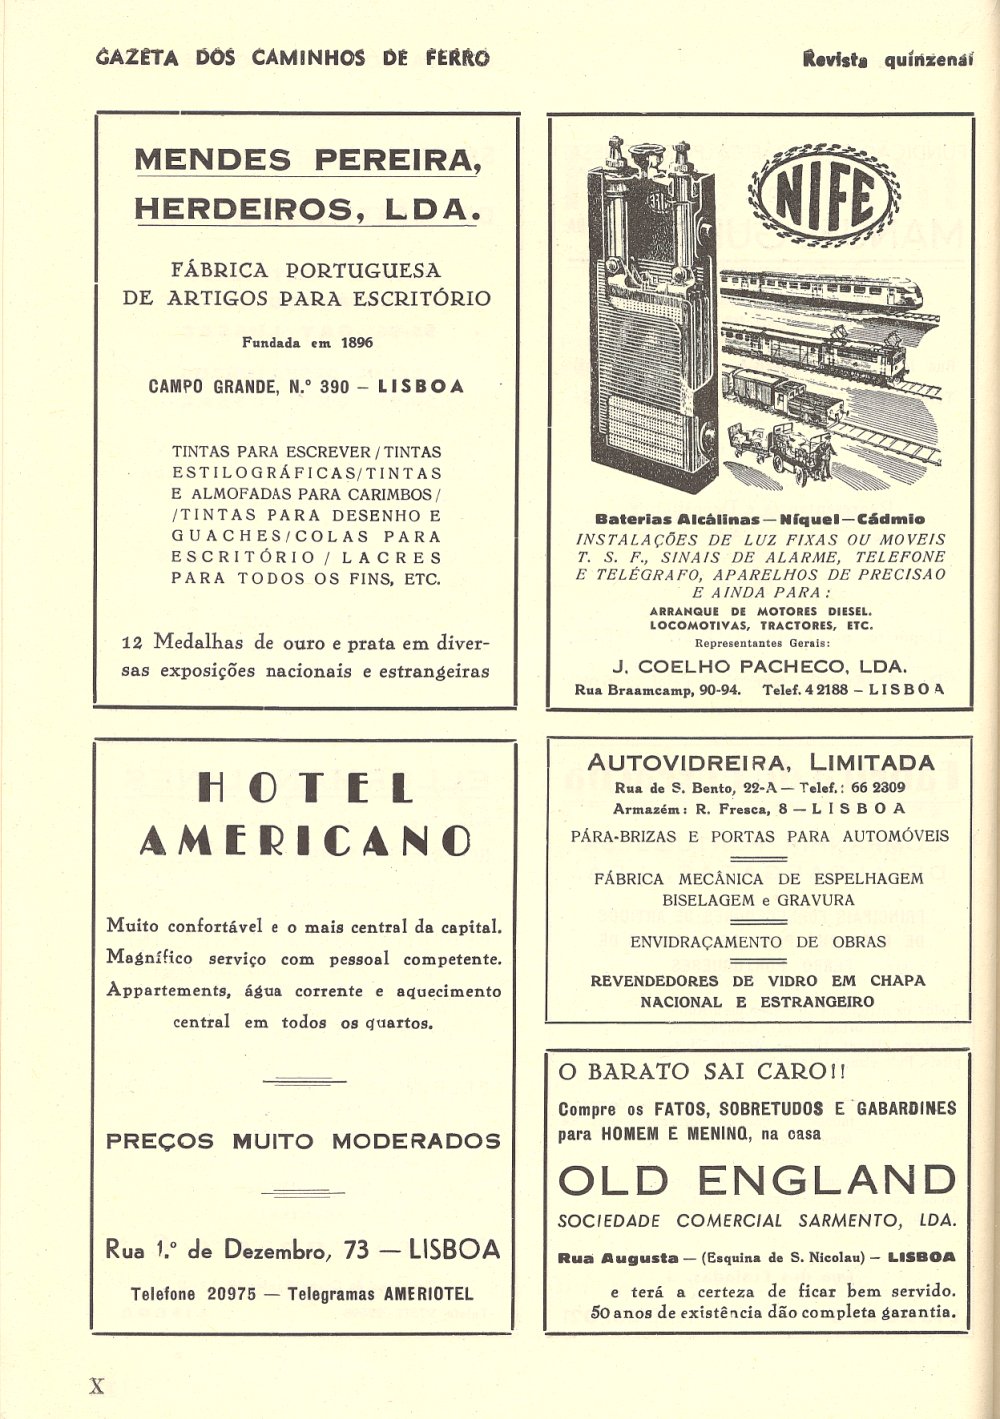 GAZETA DOS CAMINHOS DE FERRO
Revista quinzenal
MENDES PEREIRA,
HERDEIROS, LDA.
FÁBRICA PORTUGUESA
DE ARTIGOS PARA ESCRITÓRIO
Fundada em 1896
CAMPO GRANDE, N.º 390 — LISBOA
TINTAS PARA ESCREVER / TINTAS
ESTILOGRÁFICAS/TINTAS
E ALMOFADAS PARA CARIMBOS/
/TINTAS PARA DESENHO E
GUACHES/COLAS PARA
ESCRITÓRIO / LACRES
PARA TODOS OS FINS, ETC.
12 Medalhas de ouro e prata em diver-
sas exposições nacionais e estrangeiras
NIFE
NIFE
Baterias Alcálinas — Níquel — Cádmio
INSTALAÇÕES DE LUZ FIXAS OU MOVEIS
T. S. F., SINAIS DE ALARME, TELEFONE
E TELÉGRAFO, APARELHOS DE PRECISAO
E AINDA PARA:
ARRANQUE DE MOTORES DIESEL.
LOCOMOTIVAS, TRACTORES, ETC.
Representantes Gerais:
J. COELHO PACHECO, LDA.
Rua Braamcamp, 90-94. Telef. 4 2188 — LISBOA
HOTEL
AMERICANO
Muito confortável e o mais central da capital.
Magnífico serviço com pessoal competente.
Appartements, água corrente e aquecimento
central em todos os quartos.
PREÇOS MUITO MODERADOS
Rua 1.º de Dezembro, 73 — LISBOA
Telefone 20975 — Telegramas AMERIOTEL
AUTOVIDREIRA, LIMITADA
Rua de S. Bento, 22-A — Telef.: 66 2309
Armazém: R. Fresca, 8 — LISBOA
PÁRA-BRIZAS E PORTAS PARA AUTOMÓVEIS
FÁBRICA MECÂNICA DE ESPELHAGEM
BISELAGEM e GRAVURA
ENVIDRAÇAMENTO DE OBRAS
REVENDEDORES DE VIDRO EM CHAPA
NACIONAL E ESTRANGEIRO
O BARATO SAI CARO!!
Compre os FATOS, SOBRETUDOS E GABARDINES
para HOMEM E MENINO, na casa
OLD ENGLAND
SOCIEDADE COMERCIAL SARMENTO, LDA.
Rua Augusta — (Esquina de S. Nicolau) — LISBOA
e terá a certeza de ficar bem servido.
50 anos de existência dão completa garantia.
X